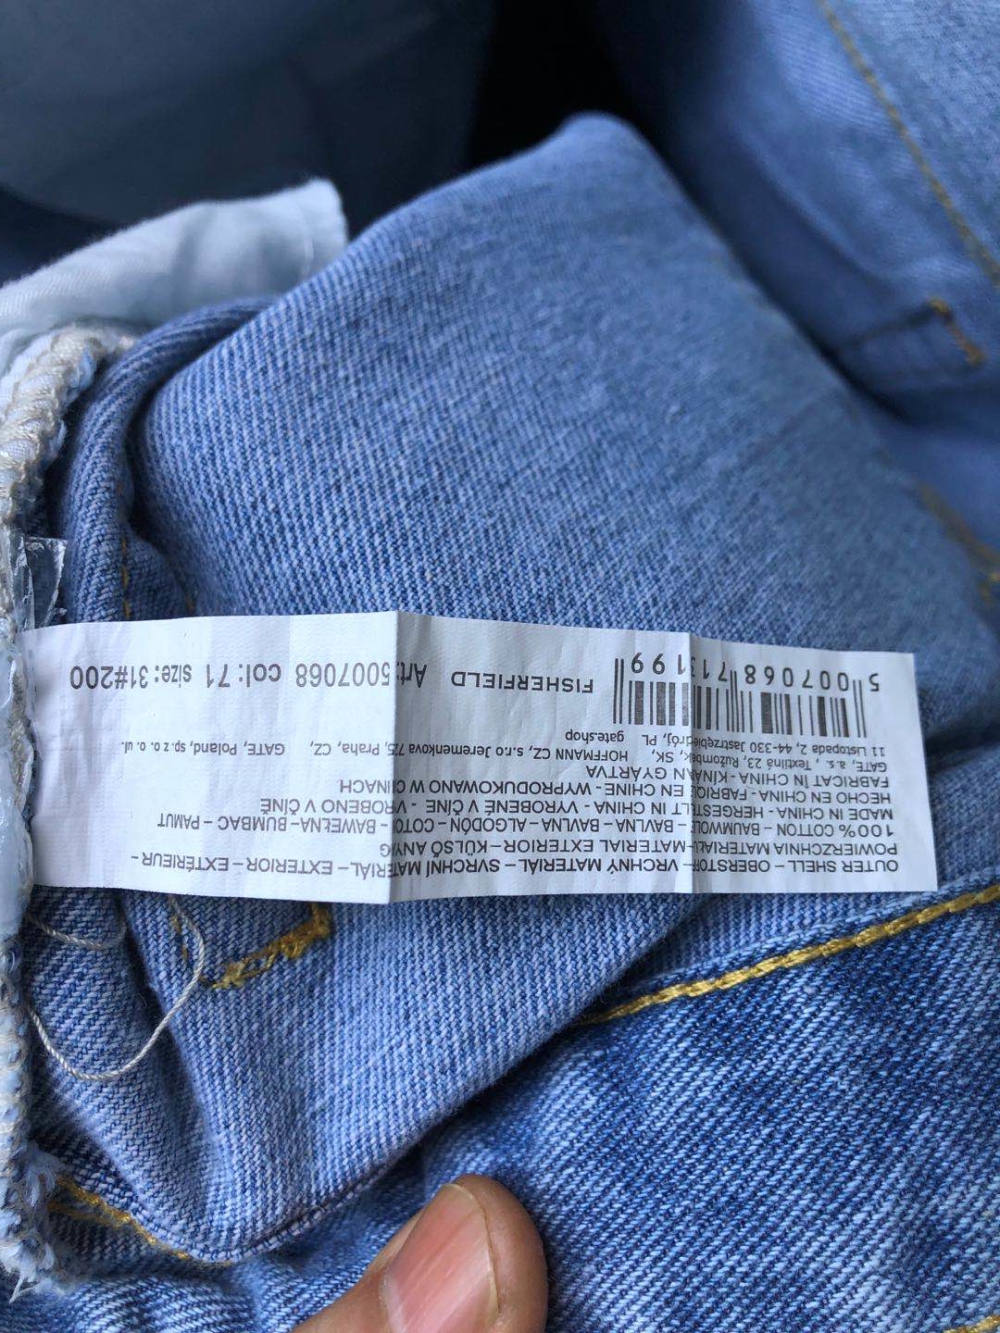 OUTER SHELL – OBERSTOFF – VRCHNÝ MATERIÁL – SVRCHNÍ MATERIÁL – EXTERIOR – EXTÉRIEUR –
POWIERZCHNIA MATERIAŁU – MATERIAL EXTERIOR – KÜLSŐ ANYAG
100% COTTON – BAUMWOLLE – BAVLNA – BAVLNA – ALGODÓN – COTON – BAWEŁNA – BUMBAC – PAMUT
MADE IN CHINA - HERGESTELLT IN CHINA - VYROBENÉ V ČÍNE - VYROBENO V ČÍNĚ
HECHO EN CHINA - FABRIQUÉ EN CHINE - WYPRODUKOWANO W CHINACH
FABRICAT ÎN CHINA - KÍNÁBAN GYÁRTVA
GATE, a. s., Textilná 23, Ružomberok, SK, HOFFMANN, CZ, s.r.o Jeremenkova 7/5, Praha, CZ, GATE, Poland, sp. z o. o. ul.
11 Listopada 2, 44-330 Jastrzębie Zdrój, PL gate.shop
5 007068 713199
FISHERFIELD Art:5007068 col:71 size:31#200